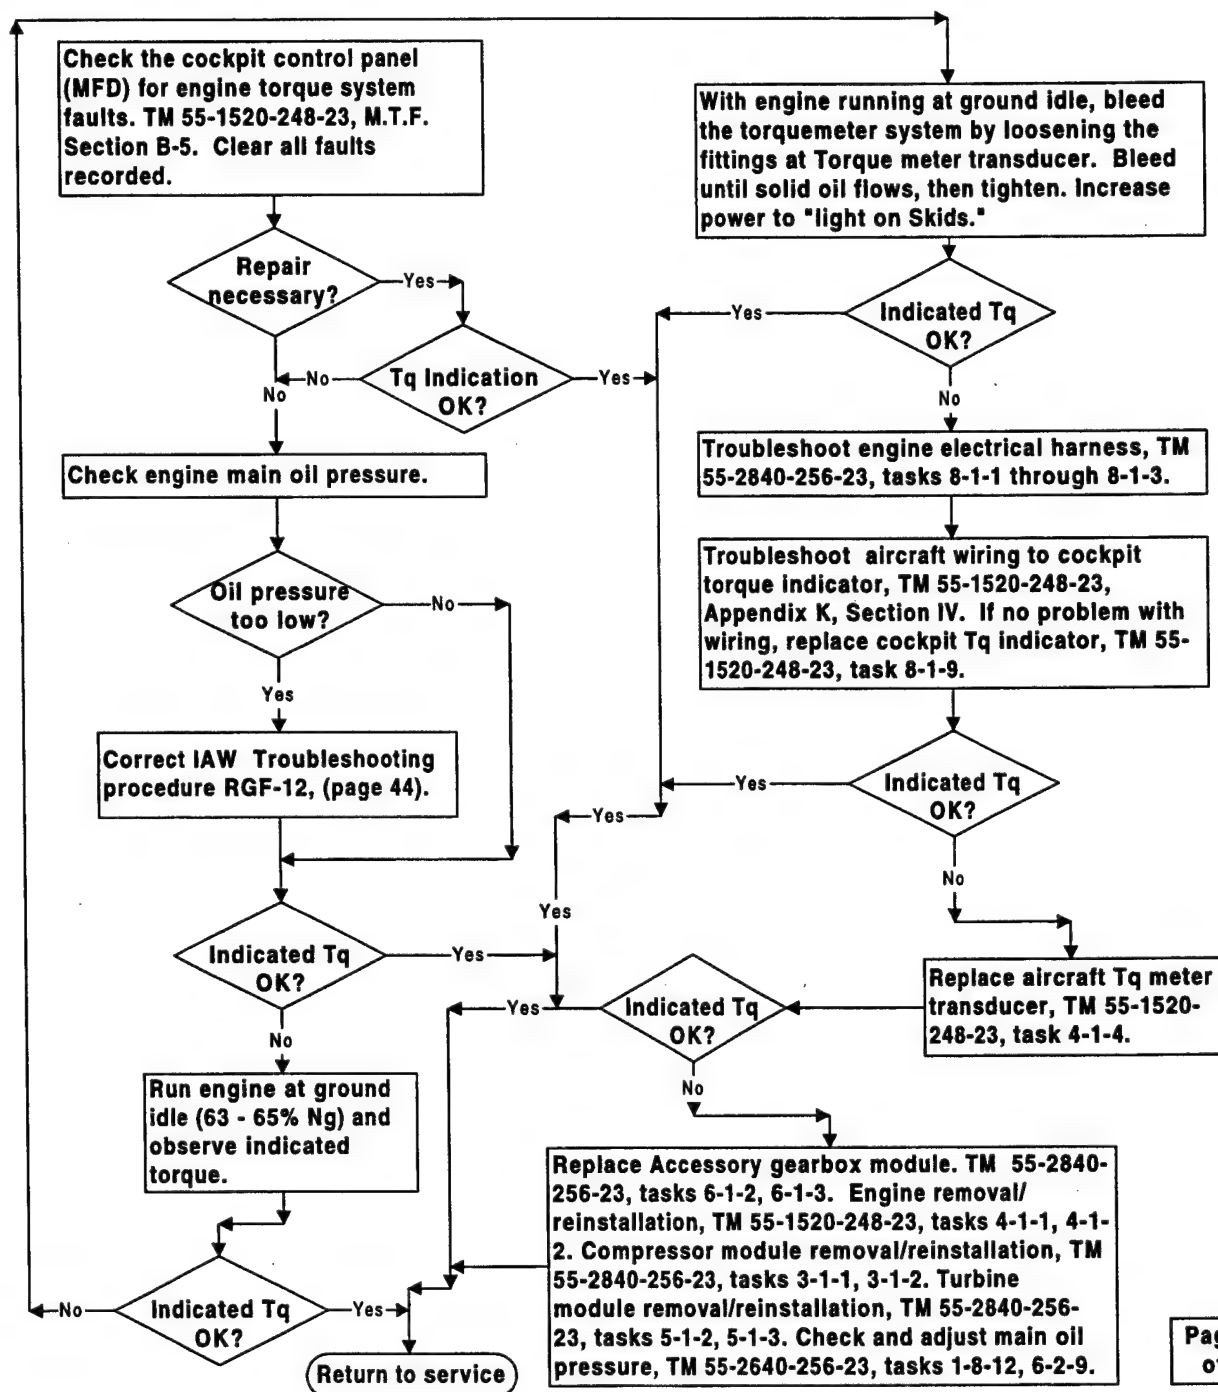 Check the cockpit control panel
(MFD) for engine torque system
faults. TM 55-1520-248-23, M.T.F.
Section B-5. Clear all faults
recorded.
Repair
necessary?
Yes
No
Tq Indication
OK?
No
Yes
Check engine main oil pressure.
Oil pressure
too low?
No
Yes
Correct IAW Troubleshooting
procedure RGF-12, (page 44).
Indicated Tq
OK?
Yes
No
Run engine at ground
idle (63 - 65% Ng) and
observe indicated
torque.
Indicated Tq
OK?
No
Yes
Return to service
With engine running at ground idle, bleed
the torquemeter system by loosening the
fittings at Torque meter transducer. Bleed
until solid oil flows, then tighten. Increase
power to "light on Skids."
Indicated Tq
OK?
Yes
No
Troubleshoot engine electrical harness, TM
55-2840-256-23, tasks 8-1-1 through 8-1-3.
Troubleshoot aircraft wiring to cockpit
torque indicator, TM 55-1520-248-23,
Appendix K, Section IV. If no problem with
wiring, replace cockpit Tq indicator, TM 55-
1520-248-23, task 8-1-9.
Indicated Tq
OK?
Yes
Yes
Yes
No
Replace aircraft Tq meter
transducer, TM 55-1520-
248-23, task 4-1-4.
Indicated Tq
OK?
Yes
No
Replace Accessory gearbox module. TM 55-2840-
256-23, tasks 6-1-2, 6-1-3. Engine removal/
reinstallation, TM 55-1520-248-23, tasks 4-1-1, 4-1-
2. Compressor module removal/reinstallation, TM
55-2840-256-23, tasks 3-1-1, 3-1-2. Turbine
module removal/reinstallation, TM 55-2840-256-
23, tasks 5-1-2, 5-1-3. Check and adjust main oil
pressure, TM 55-2640-256-23, tasks 1-8-12, 6-2-9.